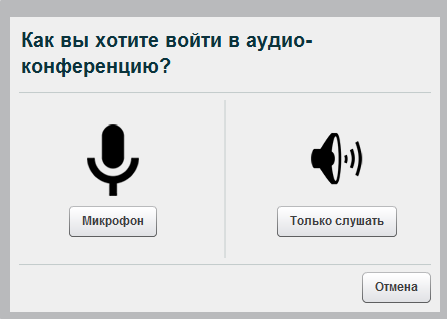 Как вы хотите войти в аудио-
конференцию?
Микрофон
Только слушать
Отмена